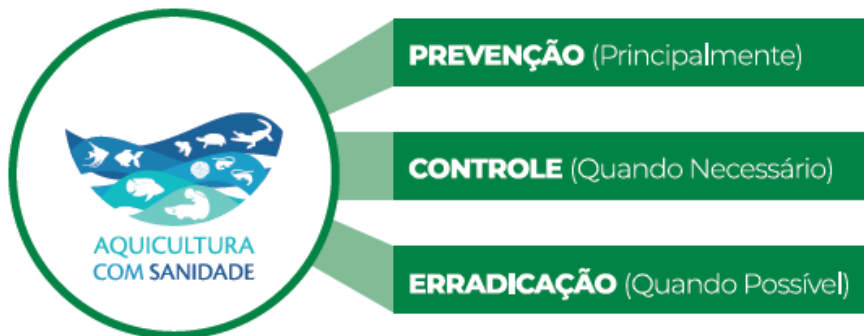 PREVENÇÃO (Principalmente)
CONTROLE (Quando Necessário)
ERRADICAÇÃO (Quando Possível)
AQUICULTURA
COM SANIDADE